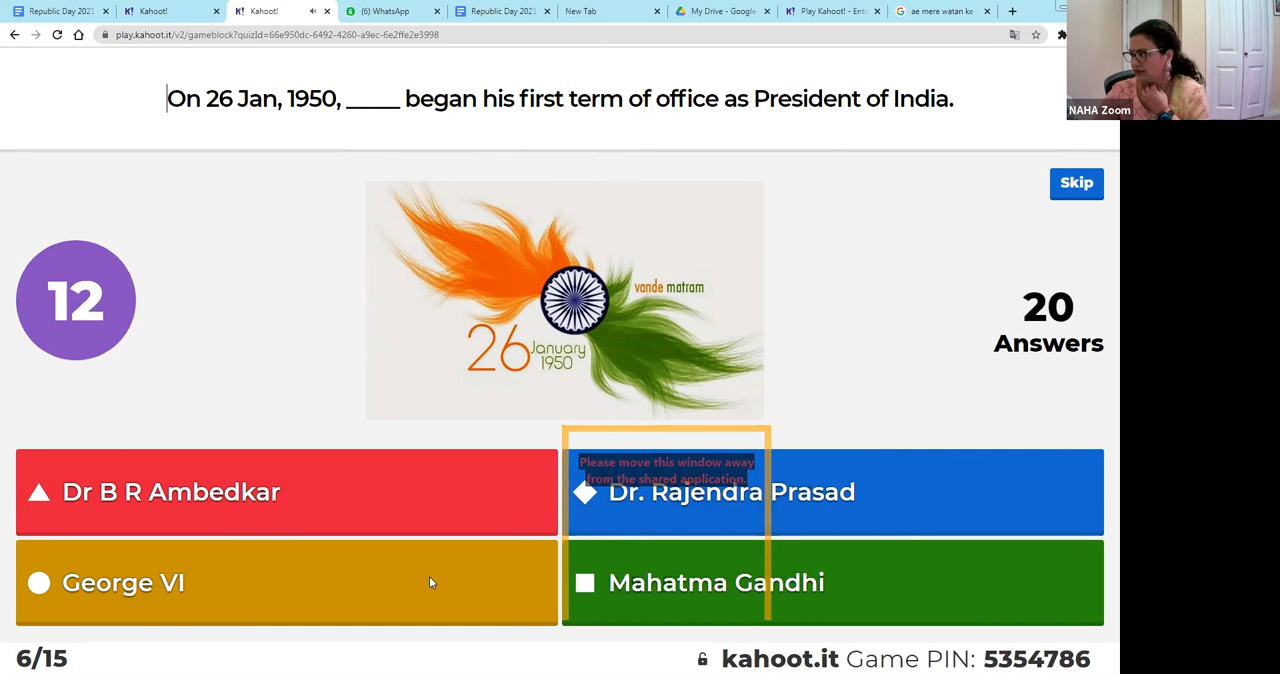 Republic Day 2021
Kahoot!
Kahoot!
(6) WhatsApp
Republic Day 2021
New Tab
My Drive - Google
Play Kahoot! - Ent
ae mere watan ke
play.kahoot.it/v2/gameblock?quizId=66e950dc-6492-4260-a9ec-6e2ffe2e3998
NAHA Zoom
On 26 Jan, 1950, _____ began his first term of office as President of India.
Skip
12
vande matram
26 January 1950
20
Answers
Please move this window away
from the shared application.
Dr B R Ambedkar
Dr. Rajendra Prasad
George VI
Mahatma Gandhi
6/15
kahoot.it Game PIN: 5354786